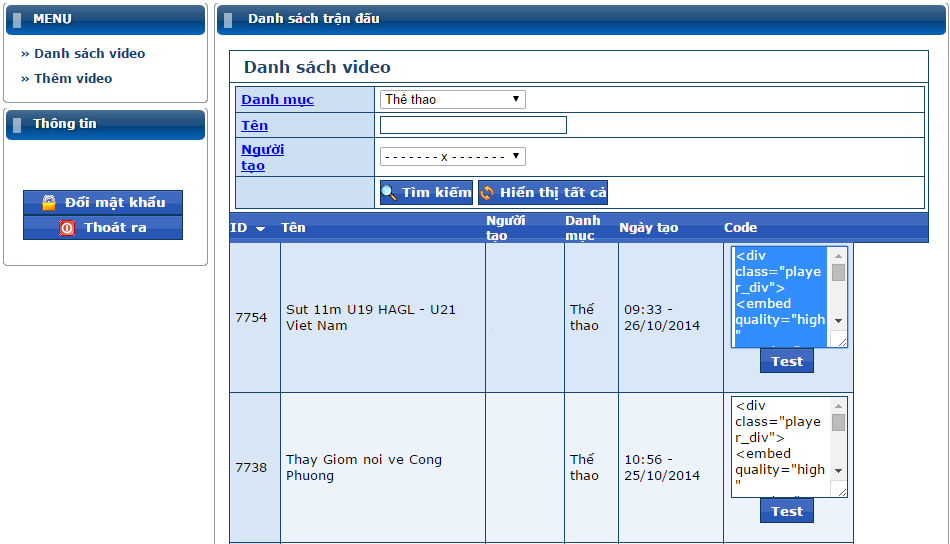 MENU
» Danh sách video
» Thêm video
Thông tin
Đổi mật khẩu
Thoát ra
Danh sách trận đấu
Danh sách video
Danh mục
Thể thao
Tên
Người
tạo
- - - - - - - x - - - - - - -
Tìm kiếm
Hiển thị tất cả
ID
Tên
Người
tạo
Danh
mục
Ngày tạo
Code
7754
Sut 11m U19 HAGL - U21
Viet Nam
Thể
thao
09:33 -
26/10/2014
<div
class="playe
r_div">
<embed
quality="high
"
Test
7738
Thay Giom noi ve Cong
Phuong
Thể
thao
10:56 -
25/10/2014
<div
class="playe
r_div">
<embed
quality="high
"
Test